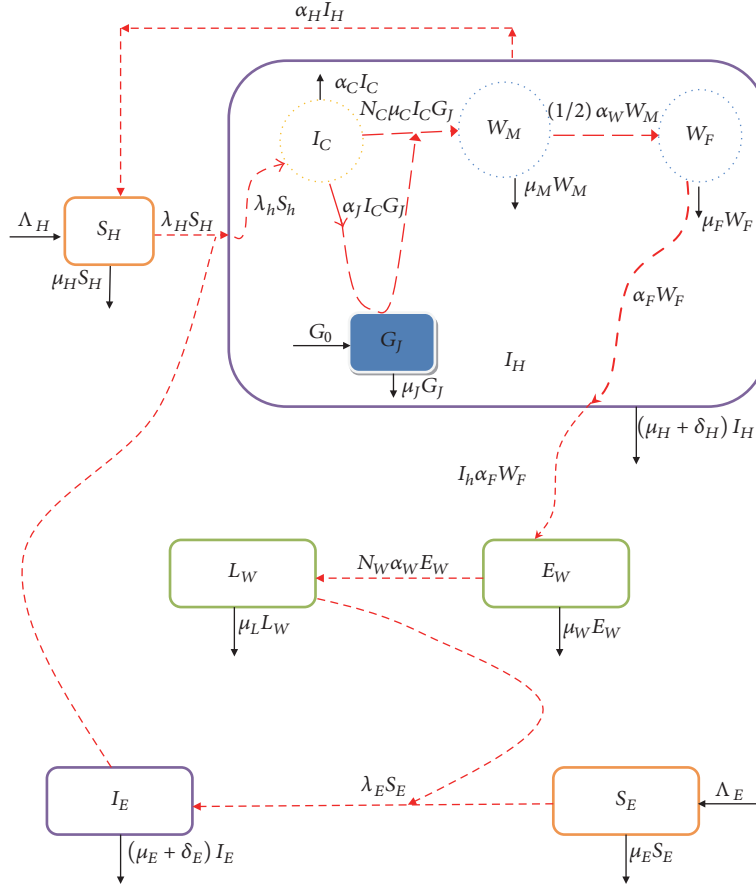 α_H I_H
α_C I_C
N_C μ_C I_C G_J
(1/2) α_W W_M
I_C
W_M
W_F
μ_M W_M
μ_F W_F
λ_h S_h
α_J I_C G_J
Λ_H
S_H
λ_H S_H
μ_H S_H
α_F W_F
G_0
G_J
I_H
μ_J G_J
(μ_H + δ_H) I_H
I_h α_F W_F
L_W
N_W α_W E_W
E_W
μ_L L_W
μ_W E_W
I_E
λ_E S_E
S_E
Λ_E
(μ_E + δ_E) I_E
μ_E S_E